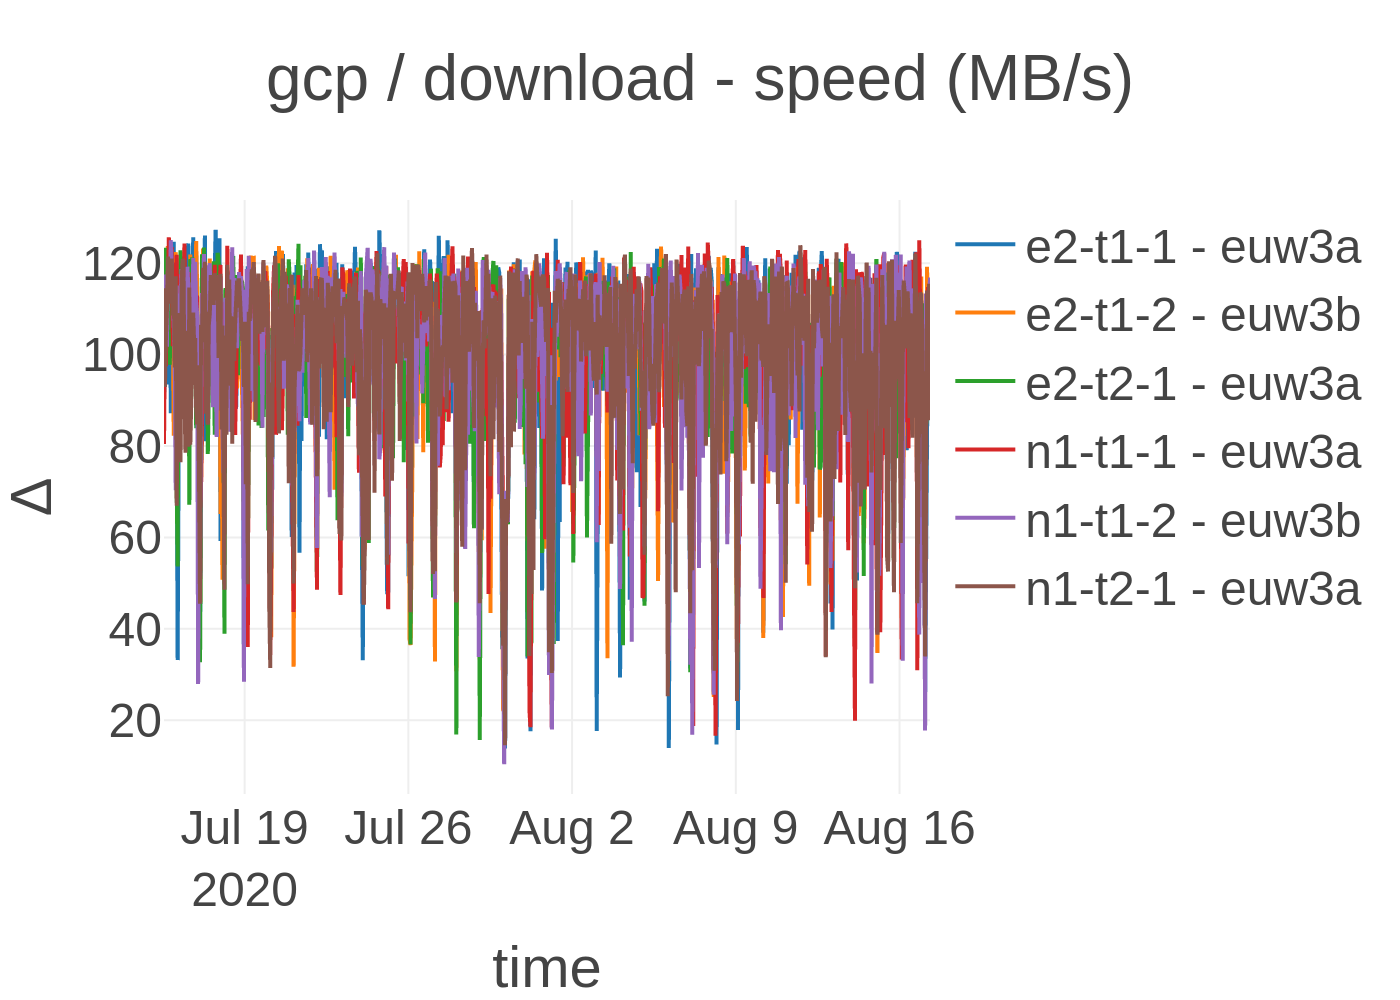 gcp / download - speed (MB/s)
120
100
80
60
40
20
Δ
Jul 19
2020
Jul 26
Aug 2
Aug 9
Aug 16
time
e2-t1-1 - euw3a
e2-t1-2 - euw3b
e2-t2-1 - euw3a
n1-t1-1 - euw3a
n1-t1-2 - euw3b
n1-t2-1 - euw3a